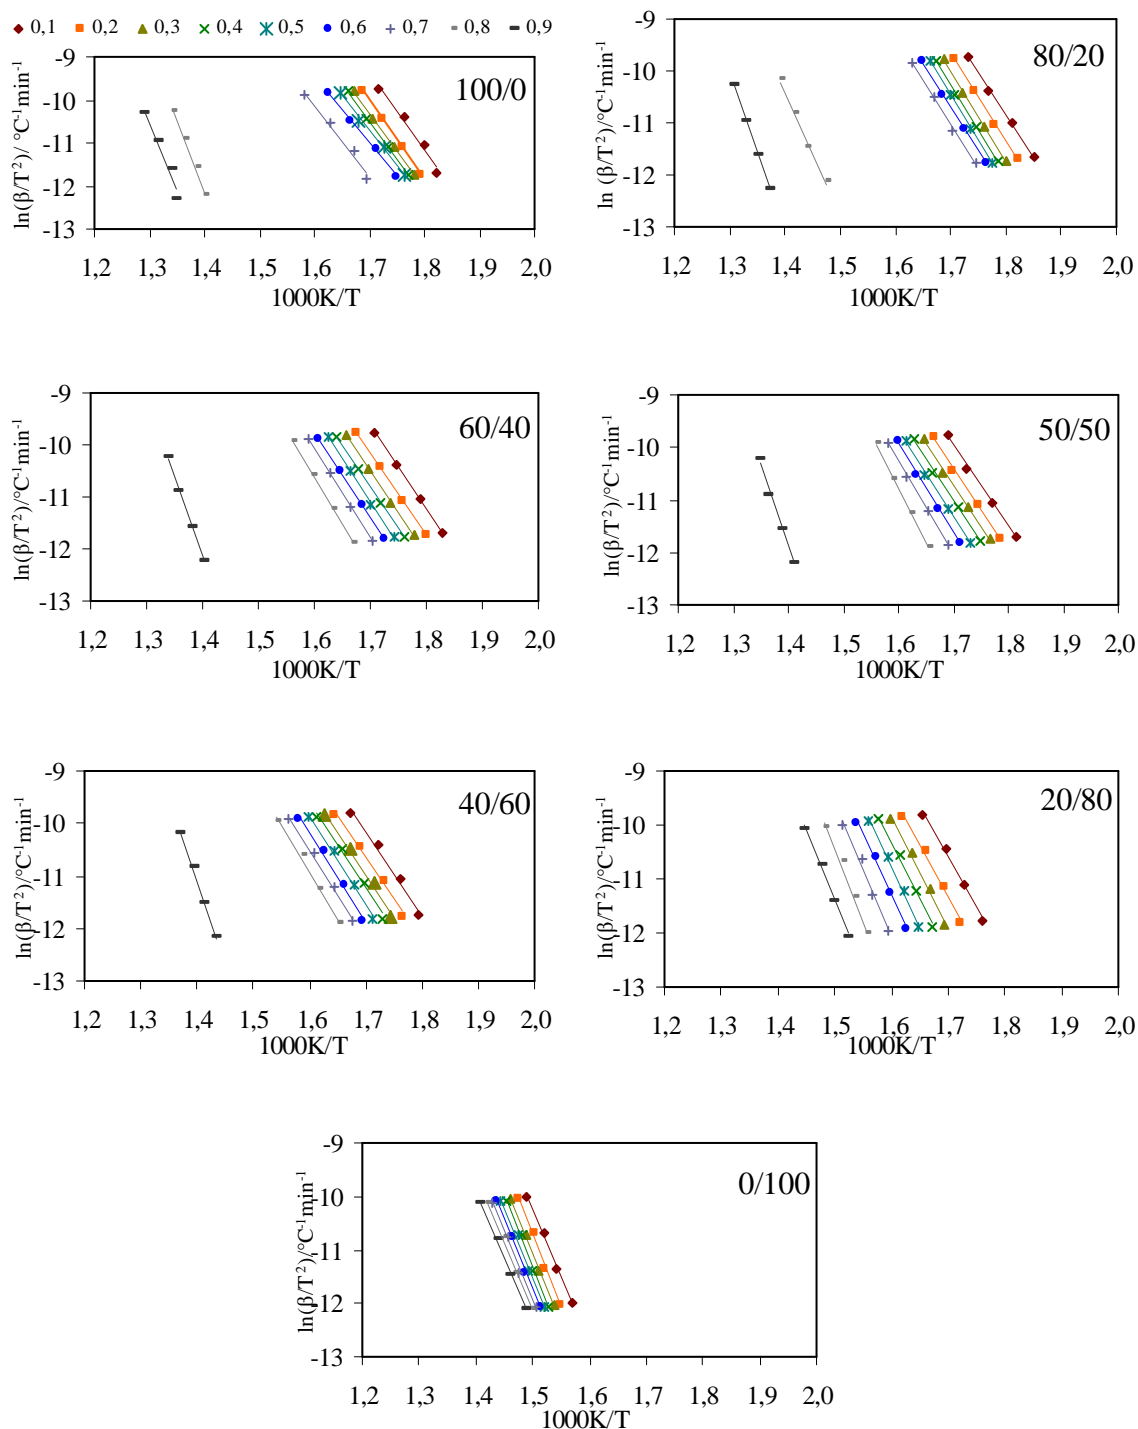 0,1 0,2 0,3 0,4 0,5 0,6 0,7 0,8 0,9
100/0
ln(β/T²)/ °C⁻¹min⁻¹
-9
-10
-11
-12
-13
1,2 1,3 1,4 1,5 1,6 1,7 1,8 1,9 2,0
1000K/T
80/20
ln (β/T²)/°C⁻¹min⁻¹
-9
-10
-11
-12
-13
1,2 1,3 1,4 1,5 1,6 1,7 1,8 1,9 2,0
1000K/T
60/40
ln(β/T²)/°C⁻¹min⁻¹
-9
-10
-11
-12
-13
1,2 1,3 1,4 1,5 1,6 1,7 1,8 1,9 2,0
1000K/T
50/50
ln(β/T²)/°C⁻¹min⁻¹
-9
-10
-11
-12
-13
1,2 1,3 1,4 1,5 1,6 1,7 1,8 1,9 2,0
1000K/T
40/60
ln(β/T²)/°C⁻¹min⁻¹
-9
-10
-11
-12
-13
1,2 1,3 1,4 1,5 1,6 1,7 1,8 1,9 2,0
1000K/T
20/80
ln(β/T²)/°C⁻¹min⁻¹
-9
-10
-11
-12
-13
1,2 1,3 1,4 1,5 1,6 1,7 1,8 1,9 2,0
1000K/T
0/100
ln(β/T²)/°C⁻¹min⁻¹
-9
-10
-11
-12
-13
1,2 1,3 1,4 1,5 1,6 1,7 1,8 1,9 2,0
1000K/T